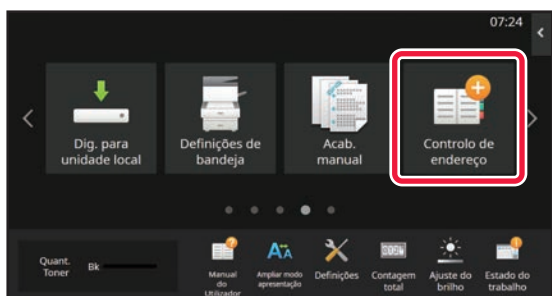 07:24
Dig. para
unidade local
Definições de
bandeja
Acab.
manual
Controlo de
endereço
Quant.
Toner
Bk
Manual
do
Utilizador
Ampliar modo
apresentação
Definições
Contagem
total
Ajuste do
brilho
Estado do
trabalho